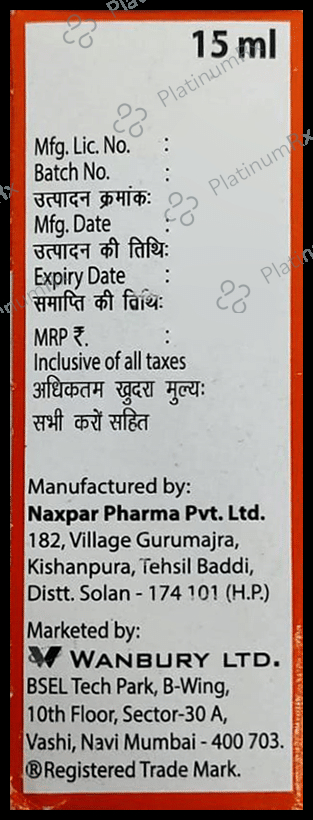 15 ml
Mfg. Lic. No. :
Batch No. :
उत्पादन क्रमांक:
Mfg. Date :
उत्पादन की तिथि:
Expiry Date :
समाप्ति की तिथि:
MRP ₹. :
Inclusive of all taxes
अधिकतम खुदरा मुल्य:
सभी करों सहित
Manufactured by:
Naxpar Pharma Pvt. Ltd.
182, Village Gurumajra,
Kishanpura, Tehsil Baddi,
Distt. Solan - 174 101 (H.P.)
Marketed by:
WANBURY LTD.
BSEL Tech Park, B-Wing,
10th Floor, Sector-30 A,
Vashi, Navi Mumbai - 400 703.
®Registered Trade Mark.
PlatinumRx
PlatinumRx
PlatinumRx